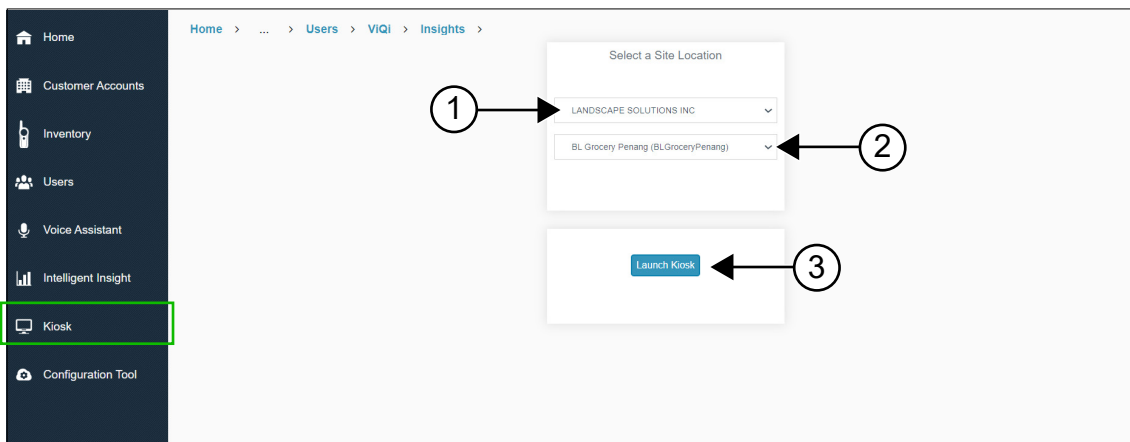 Home
Customer Accounts
Inventory
Users
Voice Assistant
Intelligent Insight
Kiosk
Configuration Tool
Home > ... > Users > ViQi > Insights >
Select a Site Location
1
LANDSCAPE SOLUTIONS INC
BL Grocery Penang (BLGroceryPenang)
2
Launch Kiosk
3